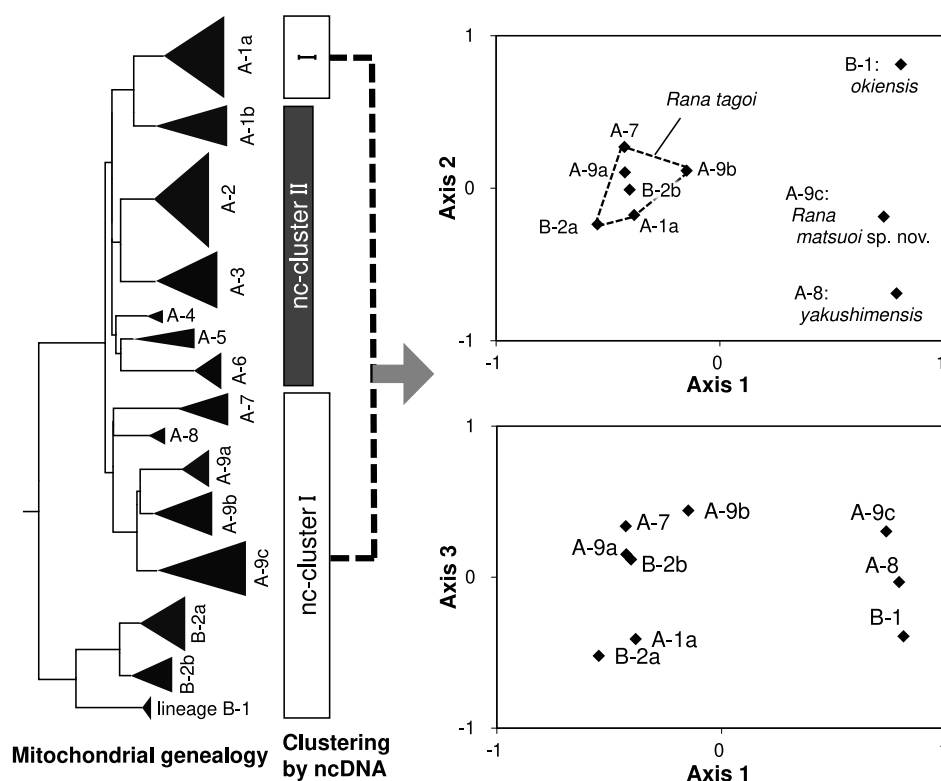 A-1a
A-1b
A-2
A-3
A-4
A-5
A-6
A-7
A-8
A-9a
A-9b
A-9c
B-2a
B-2b
lineage B-1
Mitochondrial genealogy
I
nc-cluster II
nc-cluster I
Clustering
by ncDNA
1
0
-1
Axis 2
B-1:
okiensis
Rana tagoi
A-7
A-9a
A-9b
B-2b
B-2a
A-1a
A-9c:
Rana
matsuoi sp. nov.
A-8:
yakushimensis
-1
0
1
Axis 1
1
0
-1
Axis 3
A-9b
A-7
A-9a
B-2b
A-1a
B-2a
A-9c
A-8
B-1
-1
0
1
Axis 1